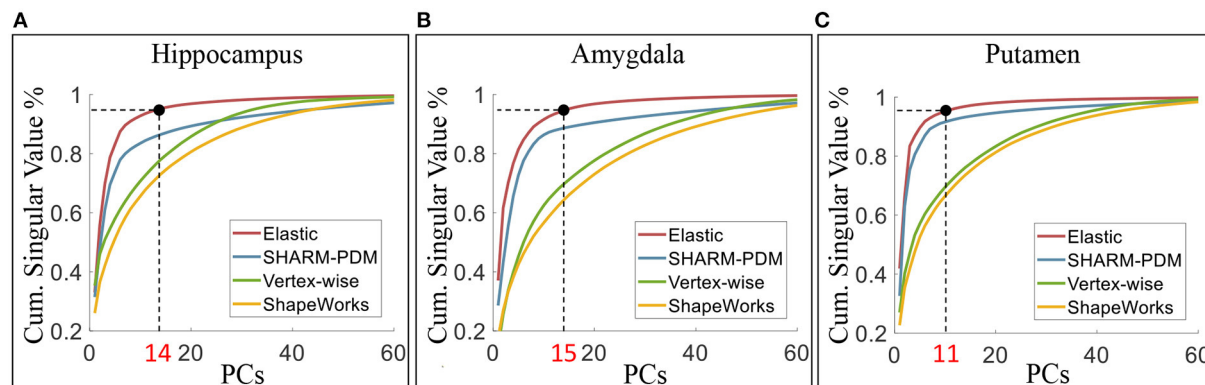 A
Hippocampus
Cum. Singular Value %
1
0.8
0.6
0.4
0.2
Elastic
SHARM-PDM
Vertex-wise
ShapeWorks
0 14 20 40 60
PCs
B
Amygdala
Cum. Singular Value %
1
0.8
0.6
0.4
0.2
Elastic
SHARM-PDM
Vertex-wise
ShapeWorks
0 15 20 40 60
PCs
C
Putamen
Cum. Singular Value %
1
0.8
0.6
0.4
0.2
Elastic
SHARM-PDM
Vertex-wise
ShapeWorks
0 11 20 40 60
PCs